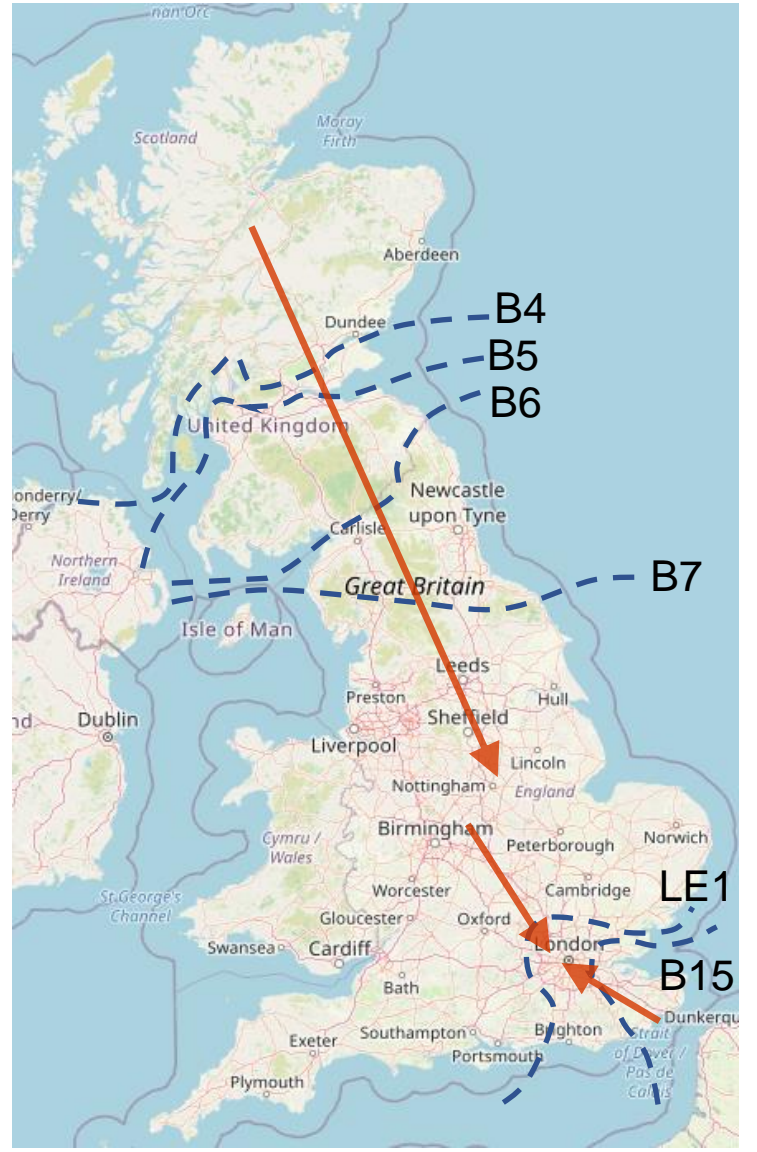 nan Orc
Scotland
Moray
Firth
Aberdeen
Dundee
B4
B5
B6
United Kingdom
onderry/
Derry
Newcastle
upon Tyne
Carlisle
Northern
Ireland
Great Britain
B7
Isle of Man
Leeds
Preston
Hull
nd
Dublin
Sheffield
Liverpool
Lincoln
Nottingham
England
Birmingham
Peterborough
Norwich
Cymru /
Wales
Worcester
Cambridge
LE1
St George's
Channel
Gloucester
Oxford
Swansea
Cardiff
London
B15
Bath
Dunkerqu
Southampton
Brighton
Strait
of Dover /
Pas de
Calais
Exeter
Portsmouth
Plymouth